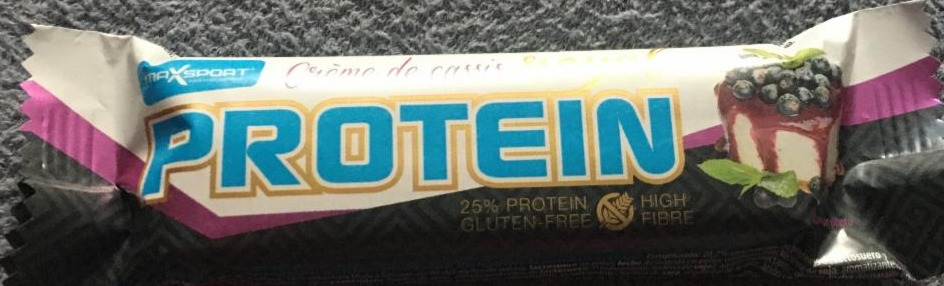 MAXSPORT
Crème de cassis
PROTEIN
25% PROTEIN
GLUTEN-FREE
HIGH
FIBRE